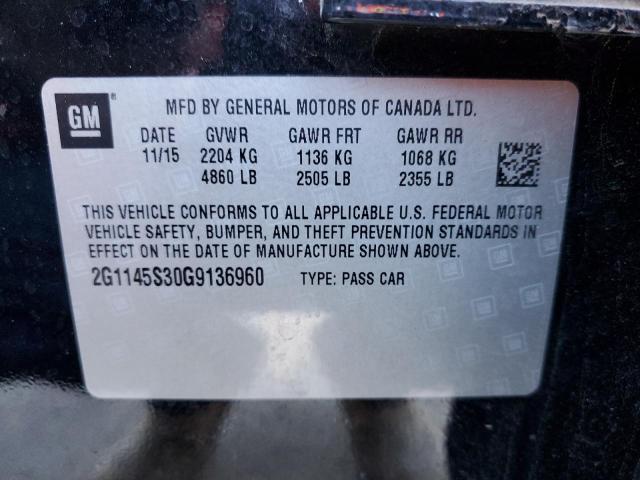 GM ®
MFD BY GENERAL MOTORS OF CANADA LTD.
DATE GVWR GAWR FRT GAWR RR
11/15 2204 KG 1136 KG 1068 KG
4860 LB 2505 LB 2355 LB
THIS VEHICLE CONFORMS TO ALL APPLICABLE U.S. FEDERAL MOTOR
VEHICLE SAFETY, BUMPER, AND THEFT PREVENTION STANDARDS IN
EFFECT ON THE DATE OF MANUFACTURE SHOWN ABOVE.
2G1145S30G9136960 TYPE: PASS CAR